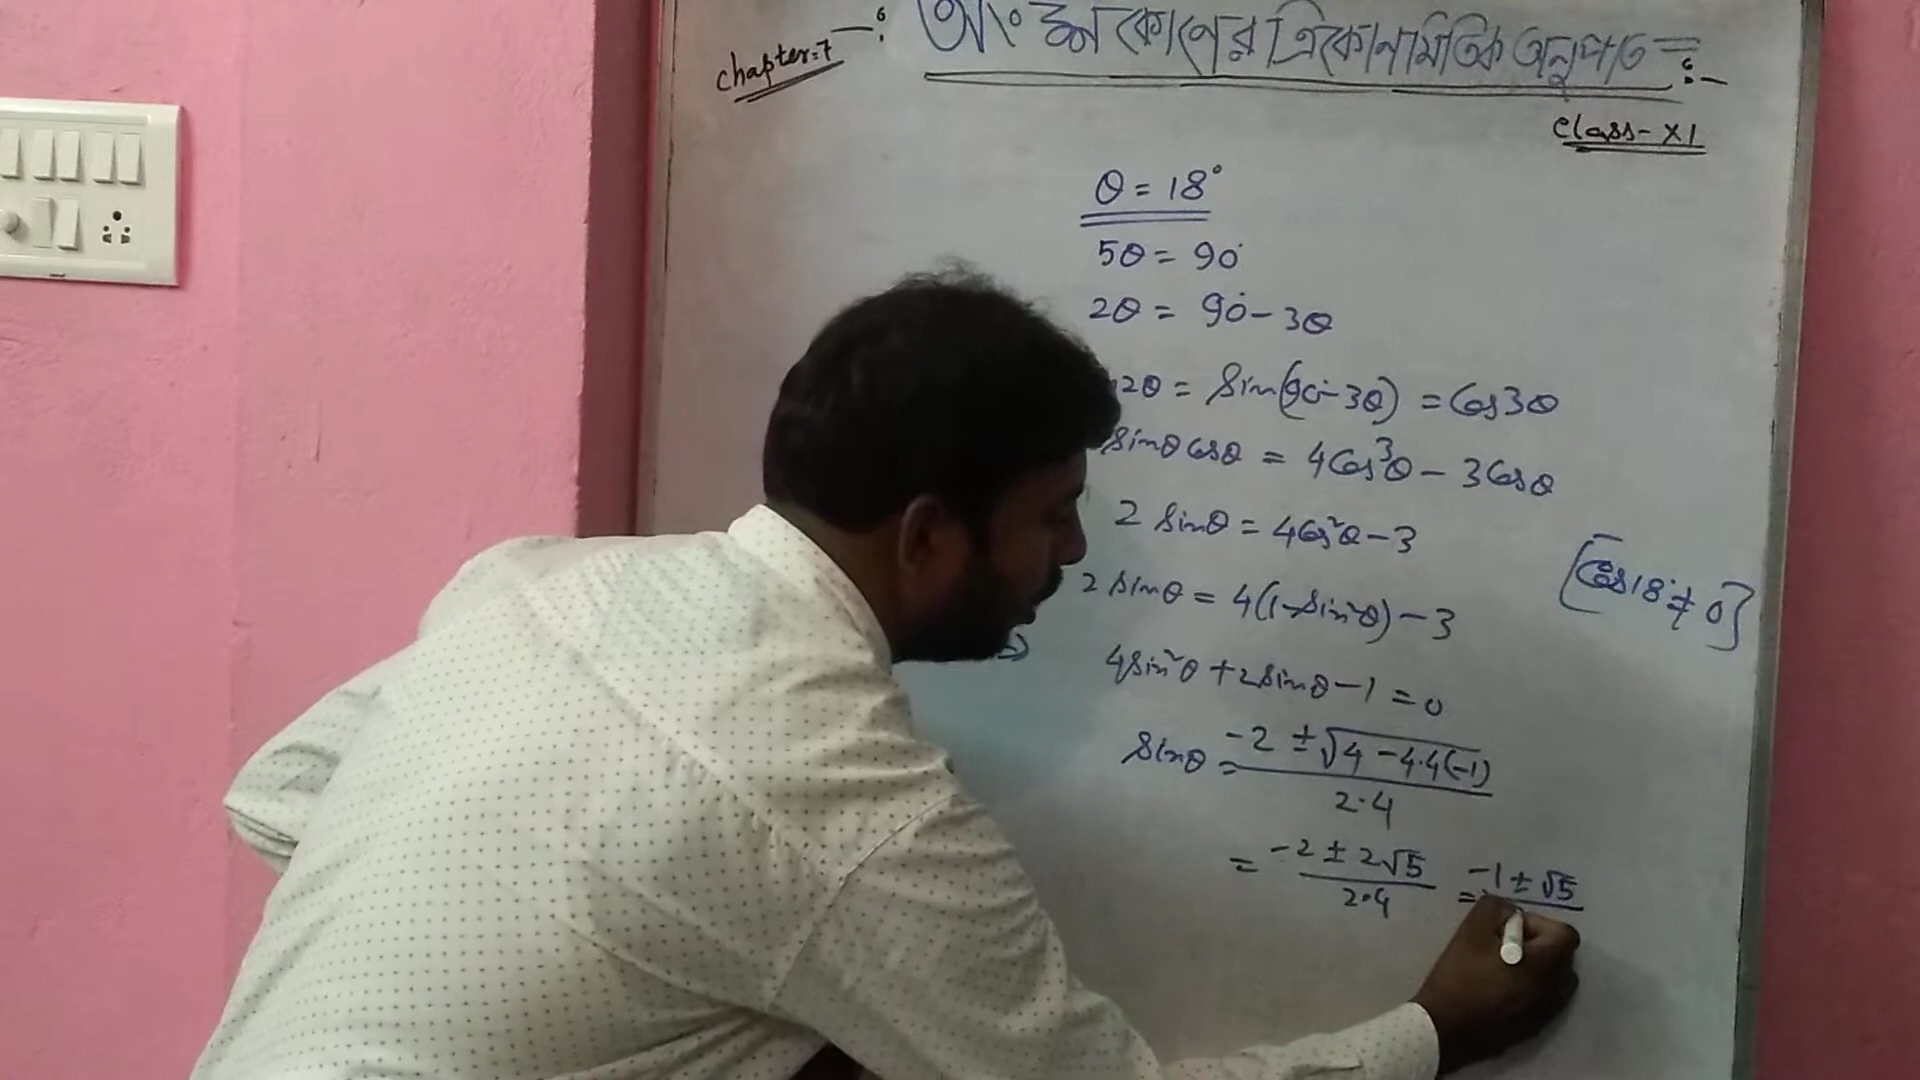 chapter:7 অংশ কোণের ত্রিকোণমিতিক অনুপাত
Class-XI
θ = 18°
5θ = 90°
2θ = 90°-3θ
2θ = Sin(90°-3θ) = Cos3θ
sinθ cosθ = 4Cos³θ - 3Cosθ
2 Sinθ = 4Cos²θ-3
[Cos18°≠0]
2 sinθ = 4(1-Sin²θ)-3
4Sin²θ+2Sinθ-1=0
Sinθ = (-2 ± √(4-4·4(-1)))/(2·4)
= (-2 ± 2√5)/(2·4) = -1 ± √5